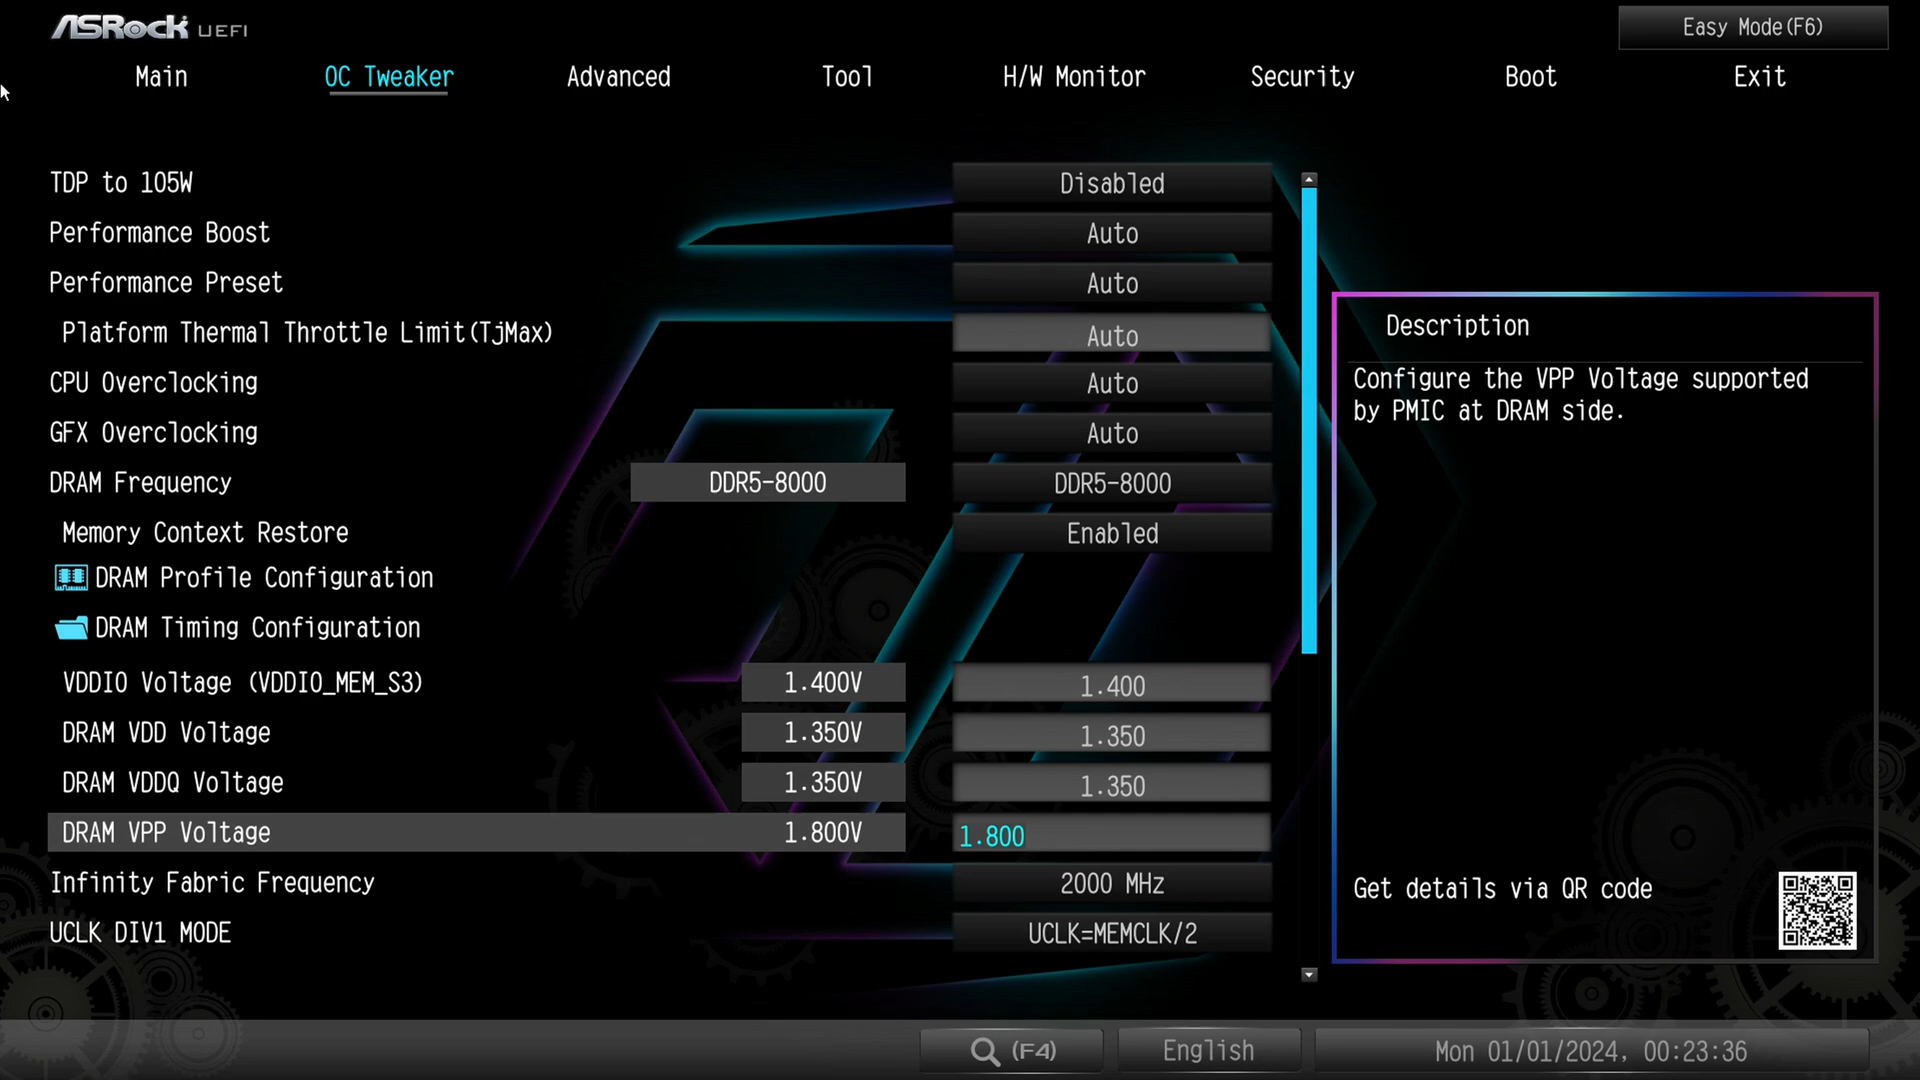 ASRock UEFI
Easy Mode(F6)
Main OC Tweaker Advanced Tool H/W Monitor Security Boot Exit
TDP to 105W Disabled
Performance Boost Auto
Performance Preset Auto
Platform Thermal Throttle Limit(TjMax) Auto
CPU Overclocking Auto
GFX Overclocking Auto
DRAM Frequency DDR5-8000 DDR5-8000
Memory Context Restore Enabled
DRAM Profile Configuration
DRAM Timing Configuration
VDDIO Voltage (VDDIO_MEM_S3) 1.400V 1.400
DRAM VDD Voltage 1.350V 1.350
DRAM VDDQ Voltage 1.350V 1.350
DRAM VPP Voltage 1.800V 1.800
Infinity Fabric Frequency 2000 MHz
UCLK DIV1 MODE UCLK=MEMCLK/2
Description
Configure the VPP Voltage supported
by PMIC at DRAM side.
Get details via QR code
(F4) English Mon 01/01/2024, 00:23:36